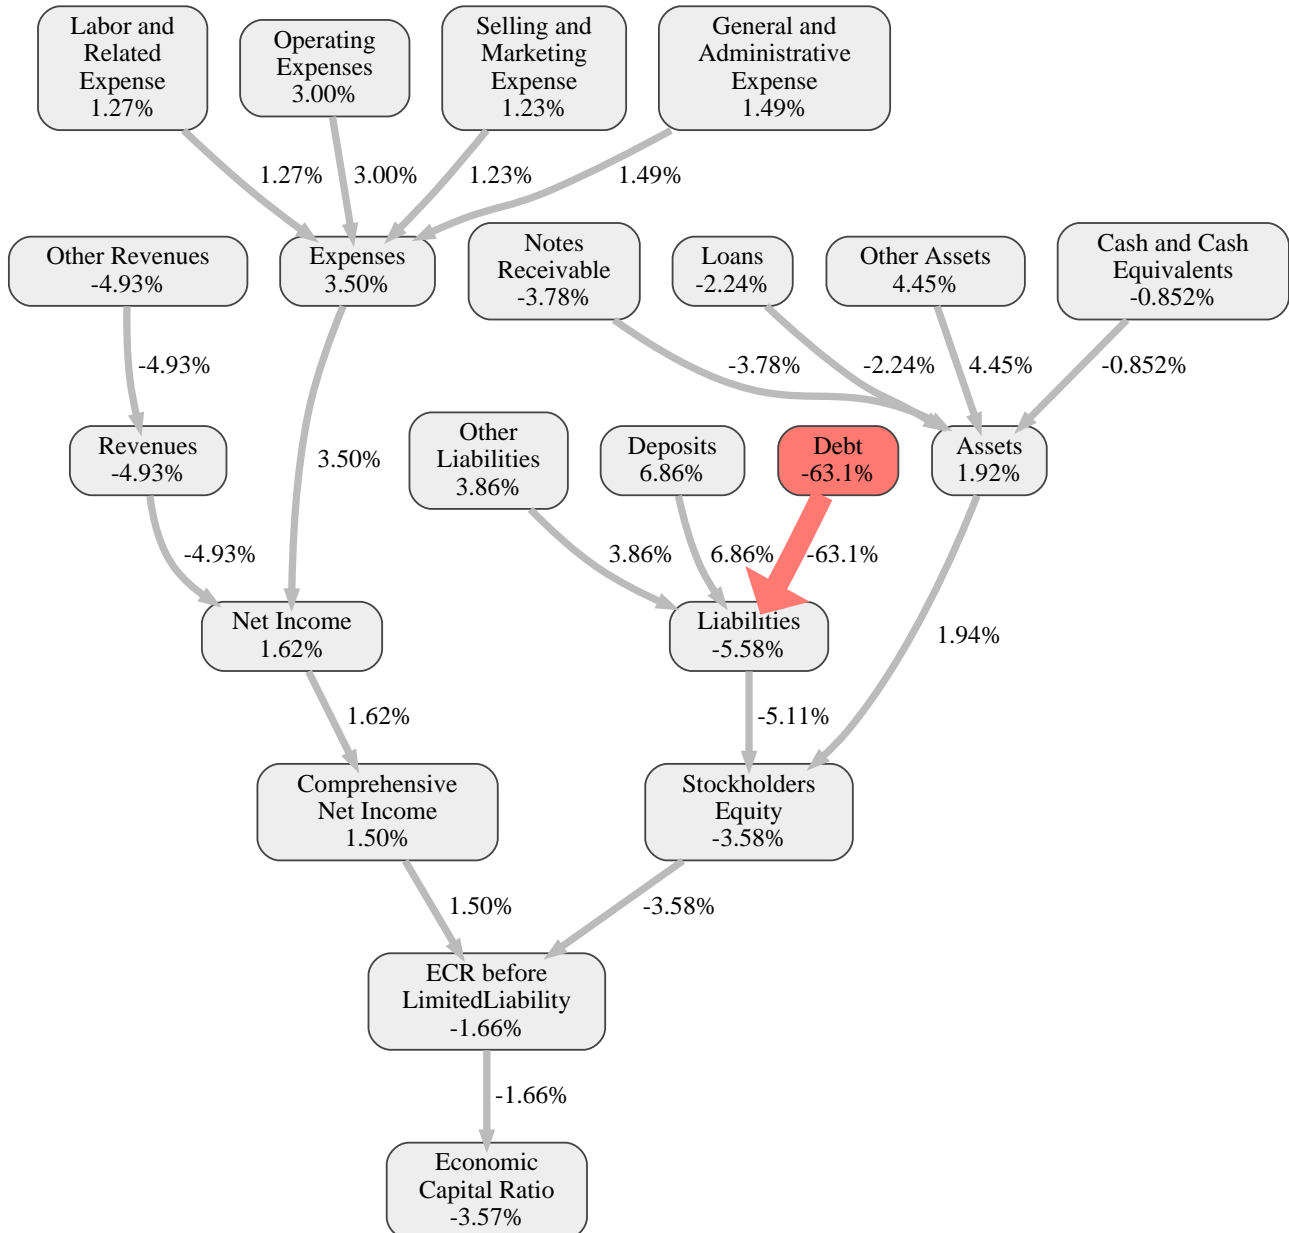 Labor and
Related
Expense
1.27%
Operating
Expenses
3.00%
Selling and
Marketing
Expense
1.23%
General and
Administrative
Expense
1.49%
1.27%
3.00%
1.23%
1.49%
Other Revenues
-4.93%
Expenses
3.50%
Notes
Receivable
-3.78%
Loans
-2.24%
Other Assets
4.45%
Cash and Cash
Equivalents
-0.852%
-4.93%
-3.78%
-2.24%
4.45%
-0.852%
Revenues
-4.93%
3.50%
Other
Liabilities
3.86%
Deposits
6.86%
Debt
-63.1%
Assets
1.92%
-4.93%
3.86%
6.86%
-63.1%
Net Income
1.62%
Liabilities
-5.58%
1.94%
1.62%
-5.11%
Comprehensive
Net Income
1.50%
Stockholders
Equity
-3.58%
1.50%
-3.58%
ECR before
LimitedLiability
-1.66%
-1.66%
Economic
Capital Ratio
-3.57%